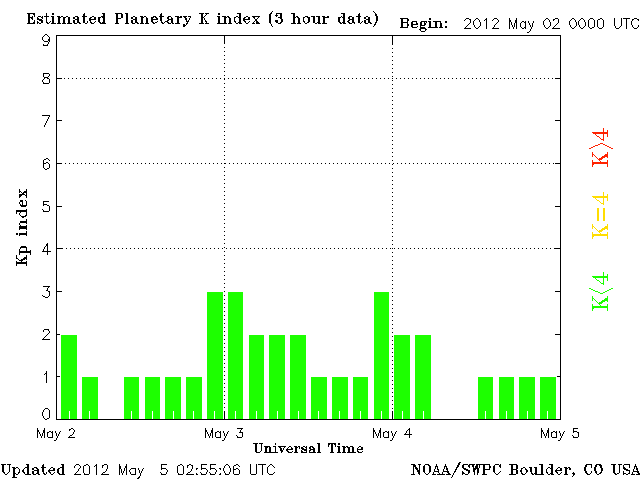 Estimated Planetary K index (3 hour data)
Begin: 2012 May 02 0000 UTC
9
8
7
6
5
4
3
2
1
0
Kp index
K>4
K=4
K<4
May 2 May 3 May 4 May 5
Universal Time
Updated 2012 May 5 02:55:06 UTC
NOAA/SWPC Boulder, CO USA